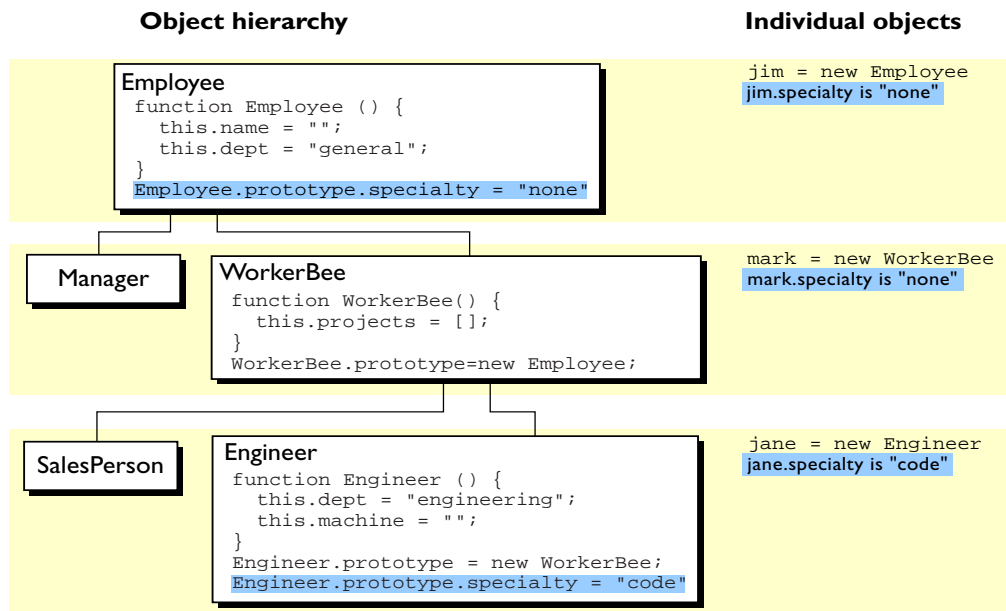 Object hierarchy
Individual objects
Employee
function Employee () {
this.name = "";
this.dept = "general";
}
Employee.prototype.specialty = "none"
jim = new Employee
jim.specialty is "none"
Manager
WorkerBee
function WorkerBee() {
this.projects = [];
}
WorkerBee.prototype=new Employee;
mark = new WorkerBee
mark.specialty is "none"
SalesPerson
Engineer
function Engineer () {
this.dept = "engineering";
this.machine = "";
}
Engineer.prototype = new WorkerBee;
Engineer.prototype.specialty = "code"
jane = new Engineer
jane.specialty is "code"